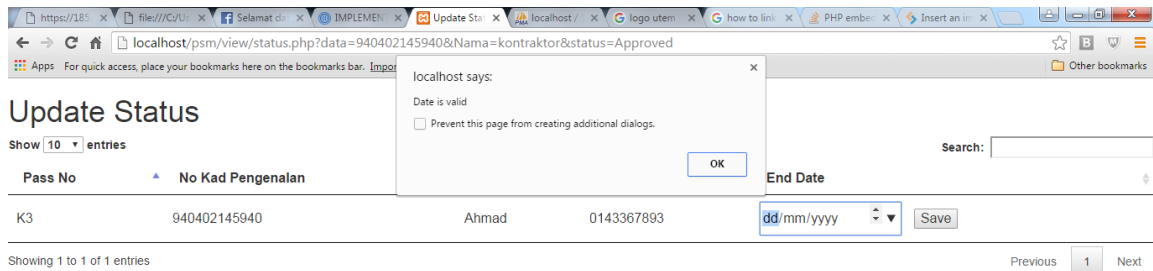 https://185 file:///C:/Us Selamat da IMPLEMEN Update Sta localhost / G logo utem G how to link PHP embe Insert an im
localhost/psm/view/status.php?data=940402145940&Nama=kontraktor&status=Approved
Apps For quick access, place your bookmarks here on the bookmarks bar. Impor Other bookmarks
localhost says:
Date is valid
Prevent this page from creating additional dialogs.
OK
Update Status
Show 10 entries Search:
Pass No No Kad Pengenalan End Date
K3 940402145940 Ahmad 0143367893 dd/mm/yyyy Save
Showing 1 to 1 of 1 entries Previous 1 Next